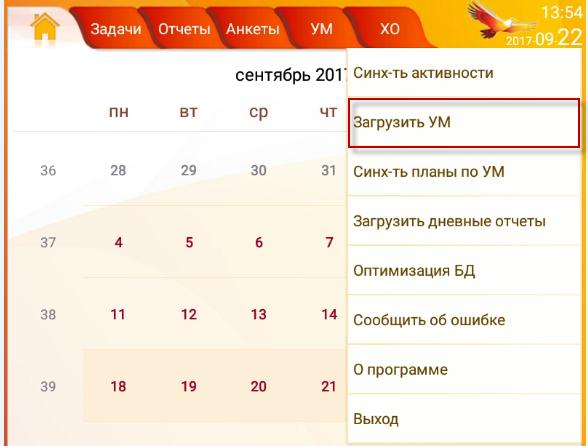 Задачи Отчеты Анкеты УМ ХО
13:54
2017-09-22
сентябрь 2017
пн вт ср чт
36 28 29 30 31
37 4 5 6 7
38 11 12 13 14
39 18 19 20 21
Синх-ть активности
Загрузить УМ
Синх-ть планы по УМ
Загрузить дневные отчеты
Оптимизация БД
Сообщить об ошибке
О программе
Выход